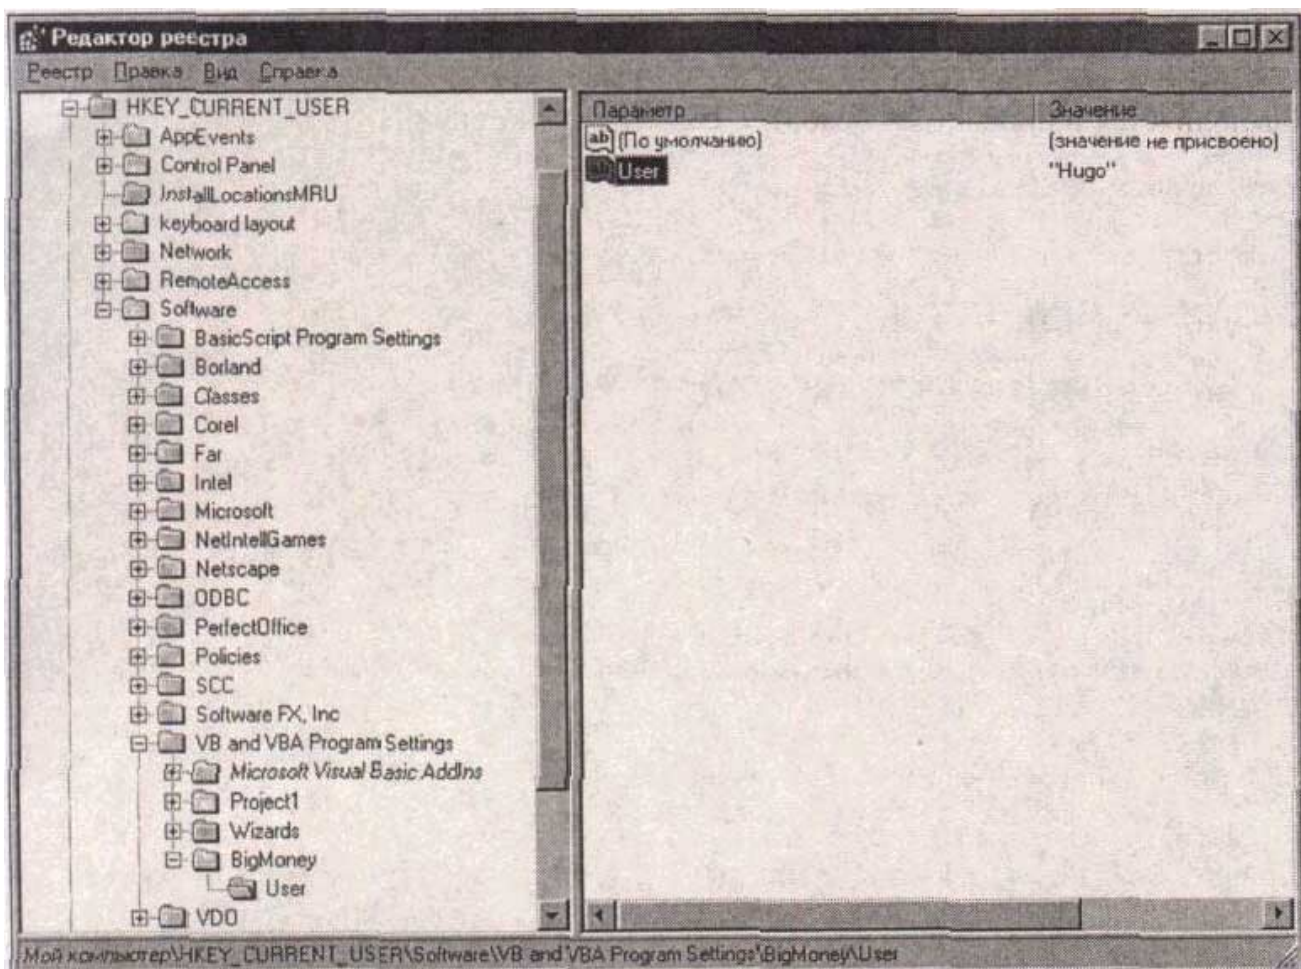 Редактор реестра
Реестр Правка Вид Справка
HKEY_CURRENT_USER
AppEvents
Control Panel
InstallLocationsMRU
keyboard layout
Network
RemoteAccess
Software
BasicScript Program Settings
Borland
Classes
Corel
Far
Intel
Microsoft
NetIntellGames
Netscape
ODBC
PerfectOffice
Policies
SCC
Software FX, Inc
VB and VBA Program Settings
Microsoft Visual Basic AddIns
Project1
Wizards
BigMoney
User
VDO
Параметр Значение
ab (По умолчанию) (значение не присвоено)
ab User "Hugo"
Мой компьютер\HKEY_CURRENT_USER\Software\VB and VBA Program Settings\BigMoney\User